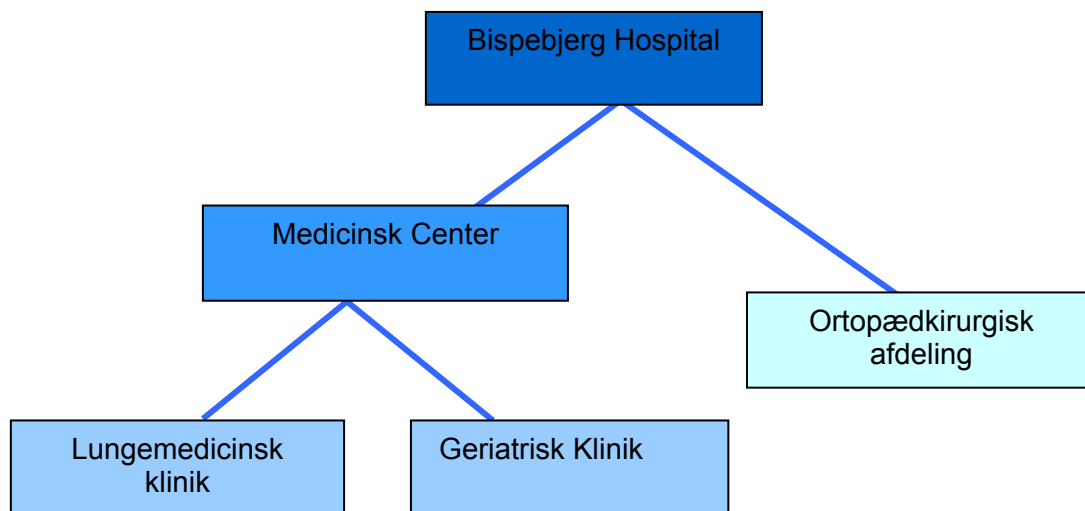 Bispebjerg Hospital
Medicinsk Center
Ortopædkirurgisk
afdeling
Lungemedicinsk
klinik
Geriatrisk Klinik